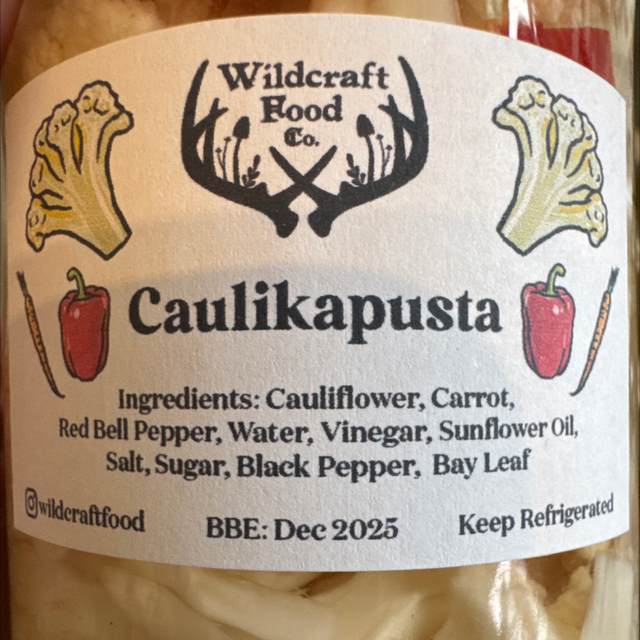 Wildcraft
Food
Co.
Caulikapusta
Ingredients: Cauliflower, Carrot,
Red Bell Pepper, Water, Vinegar, Sunflower Oil,
Salt, Sugar, Black Pepper, Bay Leaf
wildcraftfood
BBE: Dec 2025
Keep Refrigerated